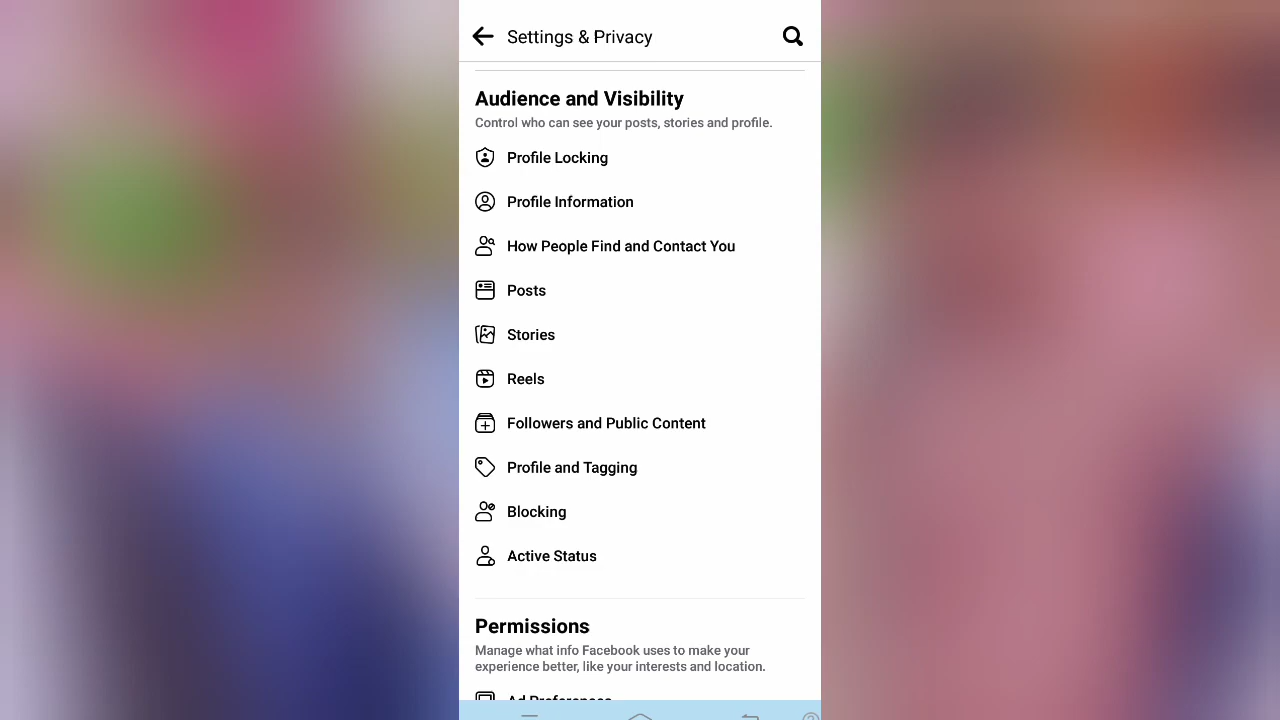 Settings & Privacy
Audience and Visibility
Control who can see your posts, stories and profile.
Profile Locking
Profile Information
How People Find and Contact You
Posts
Stories
Reels
Followers and Public Content
Profile and Tagging
Blocking
Active Status
Permissions
Manage what info Facebook uses to make your
experience better, like your interests and location.
Ad Preferences